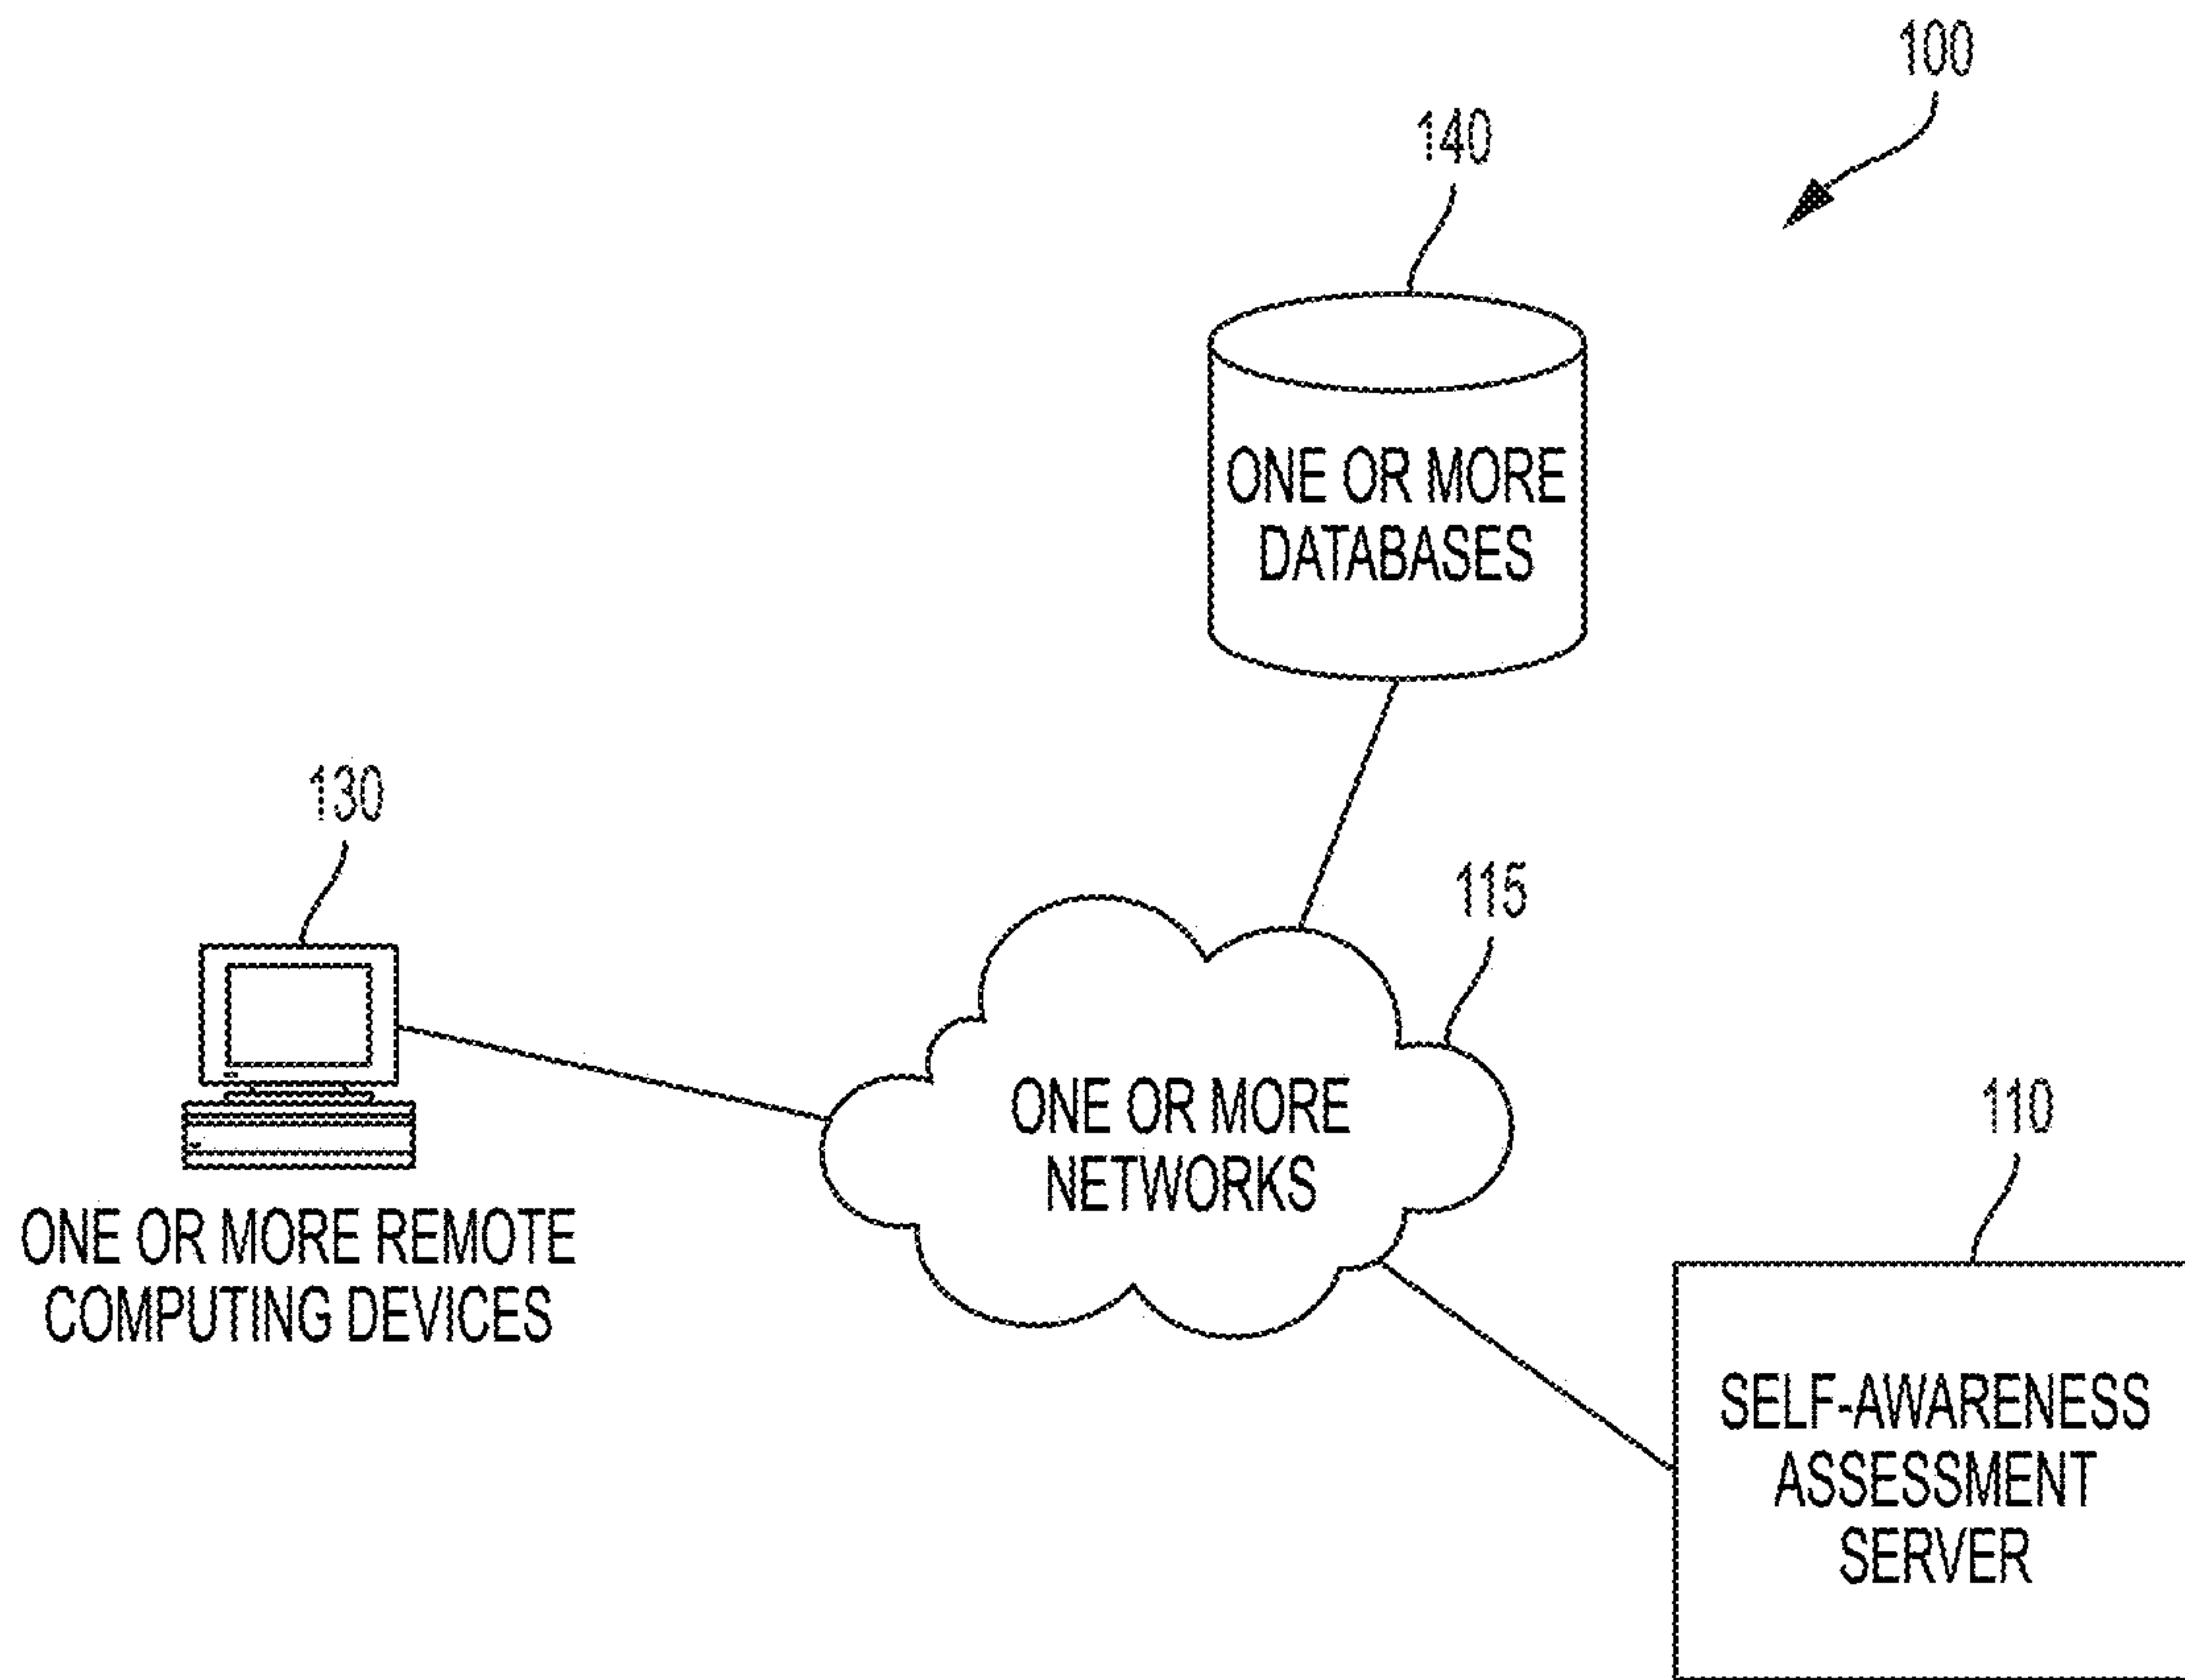 100
140
ONE OR MORE
DATABASES
130
115
ONE OR MORE
NETWORKS
110
ONE OR MORE REMOTE
COMPUTING DEVICES
SELF-AWARENESS
ASSESSMENT
SERVER